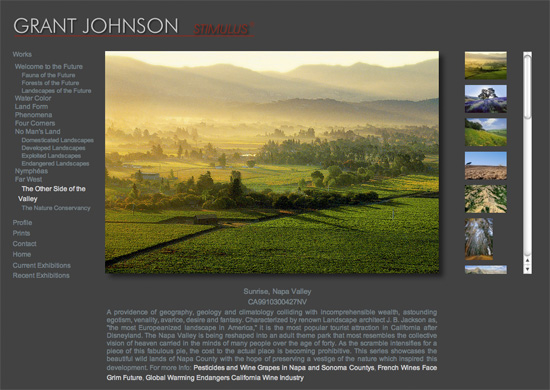 GRANT JOHNSON STIMULUS
Works
Welcome to the Future
Fauna of the Future
Forests of the Future
Landscapes of the Future
Water Color
Land Form
Phenomena
Four Corners
No Man's Land
Domesticated Landscapes
Developed Landscapes
Exploited Landscapes
Endangered Landscapes
Nymphéas
Far West
The Other Side of the
Valley
The Nature Conservancy
Profile
Prints
Contact
Home
Current Exhibitions
Recent Exhibitions
Sunrise, Napa Valley
CA9910300427NV
A providence of geography, geology and climatology colliding with incomprehensible wealth, astounding
egotism, venality, avarice, desire and fantasy. Characterized by renown Landscape architect J. B. Jackson as,
"the most Europeanized landscape in America," it is the most popular tourist attraction in California after
Disneyland. The Napa Valley is being reshaped into an adult theme park that most resembles the collective
vision of heaven carried in the minds of many people over the age of forty. As the scramble intensifies for a
piece of this fabulous pie, the cost to the actual place is becoming prohibitive. This series showcases the
beautiful wild lands of Napa County with the hope of preserving a vestige of the nature which inspired this
development. For more info: Pesticides and Wine Grapes in Napa and Sonoma Countys, French Wines Face
Grim Future, Global Warming Endangers California Wine Industry